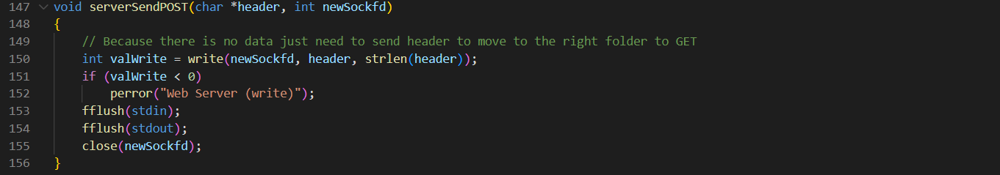 147 void serverSendPOST(char *header, int newSockfd)
148 {
149 // Because there is no data just need to send header to move to the right folder to GET
150 int valWrite = write(newSockfd, header, strlen(header));
151 if (valWrite < 0)
152 perror("Web Server (write)");
153 fflush(stdin);
154 fflush(stdout);
155 close(newSockfd);
156 }